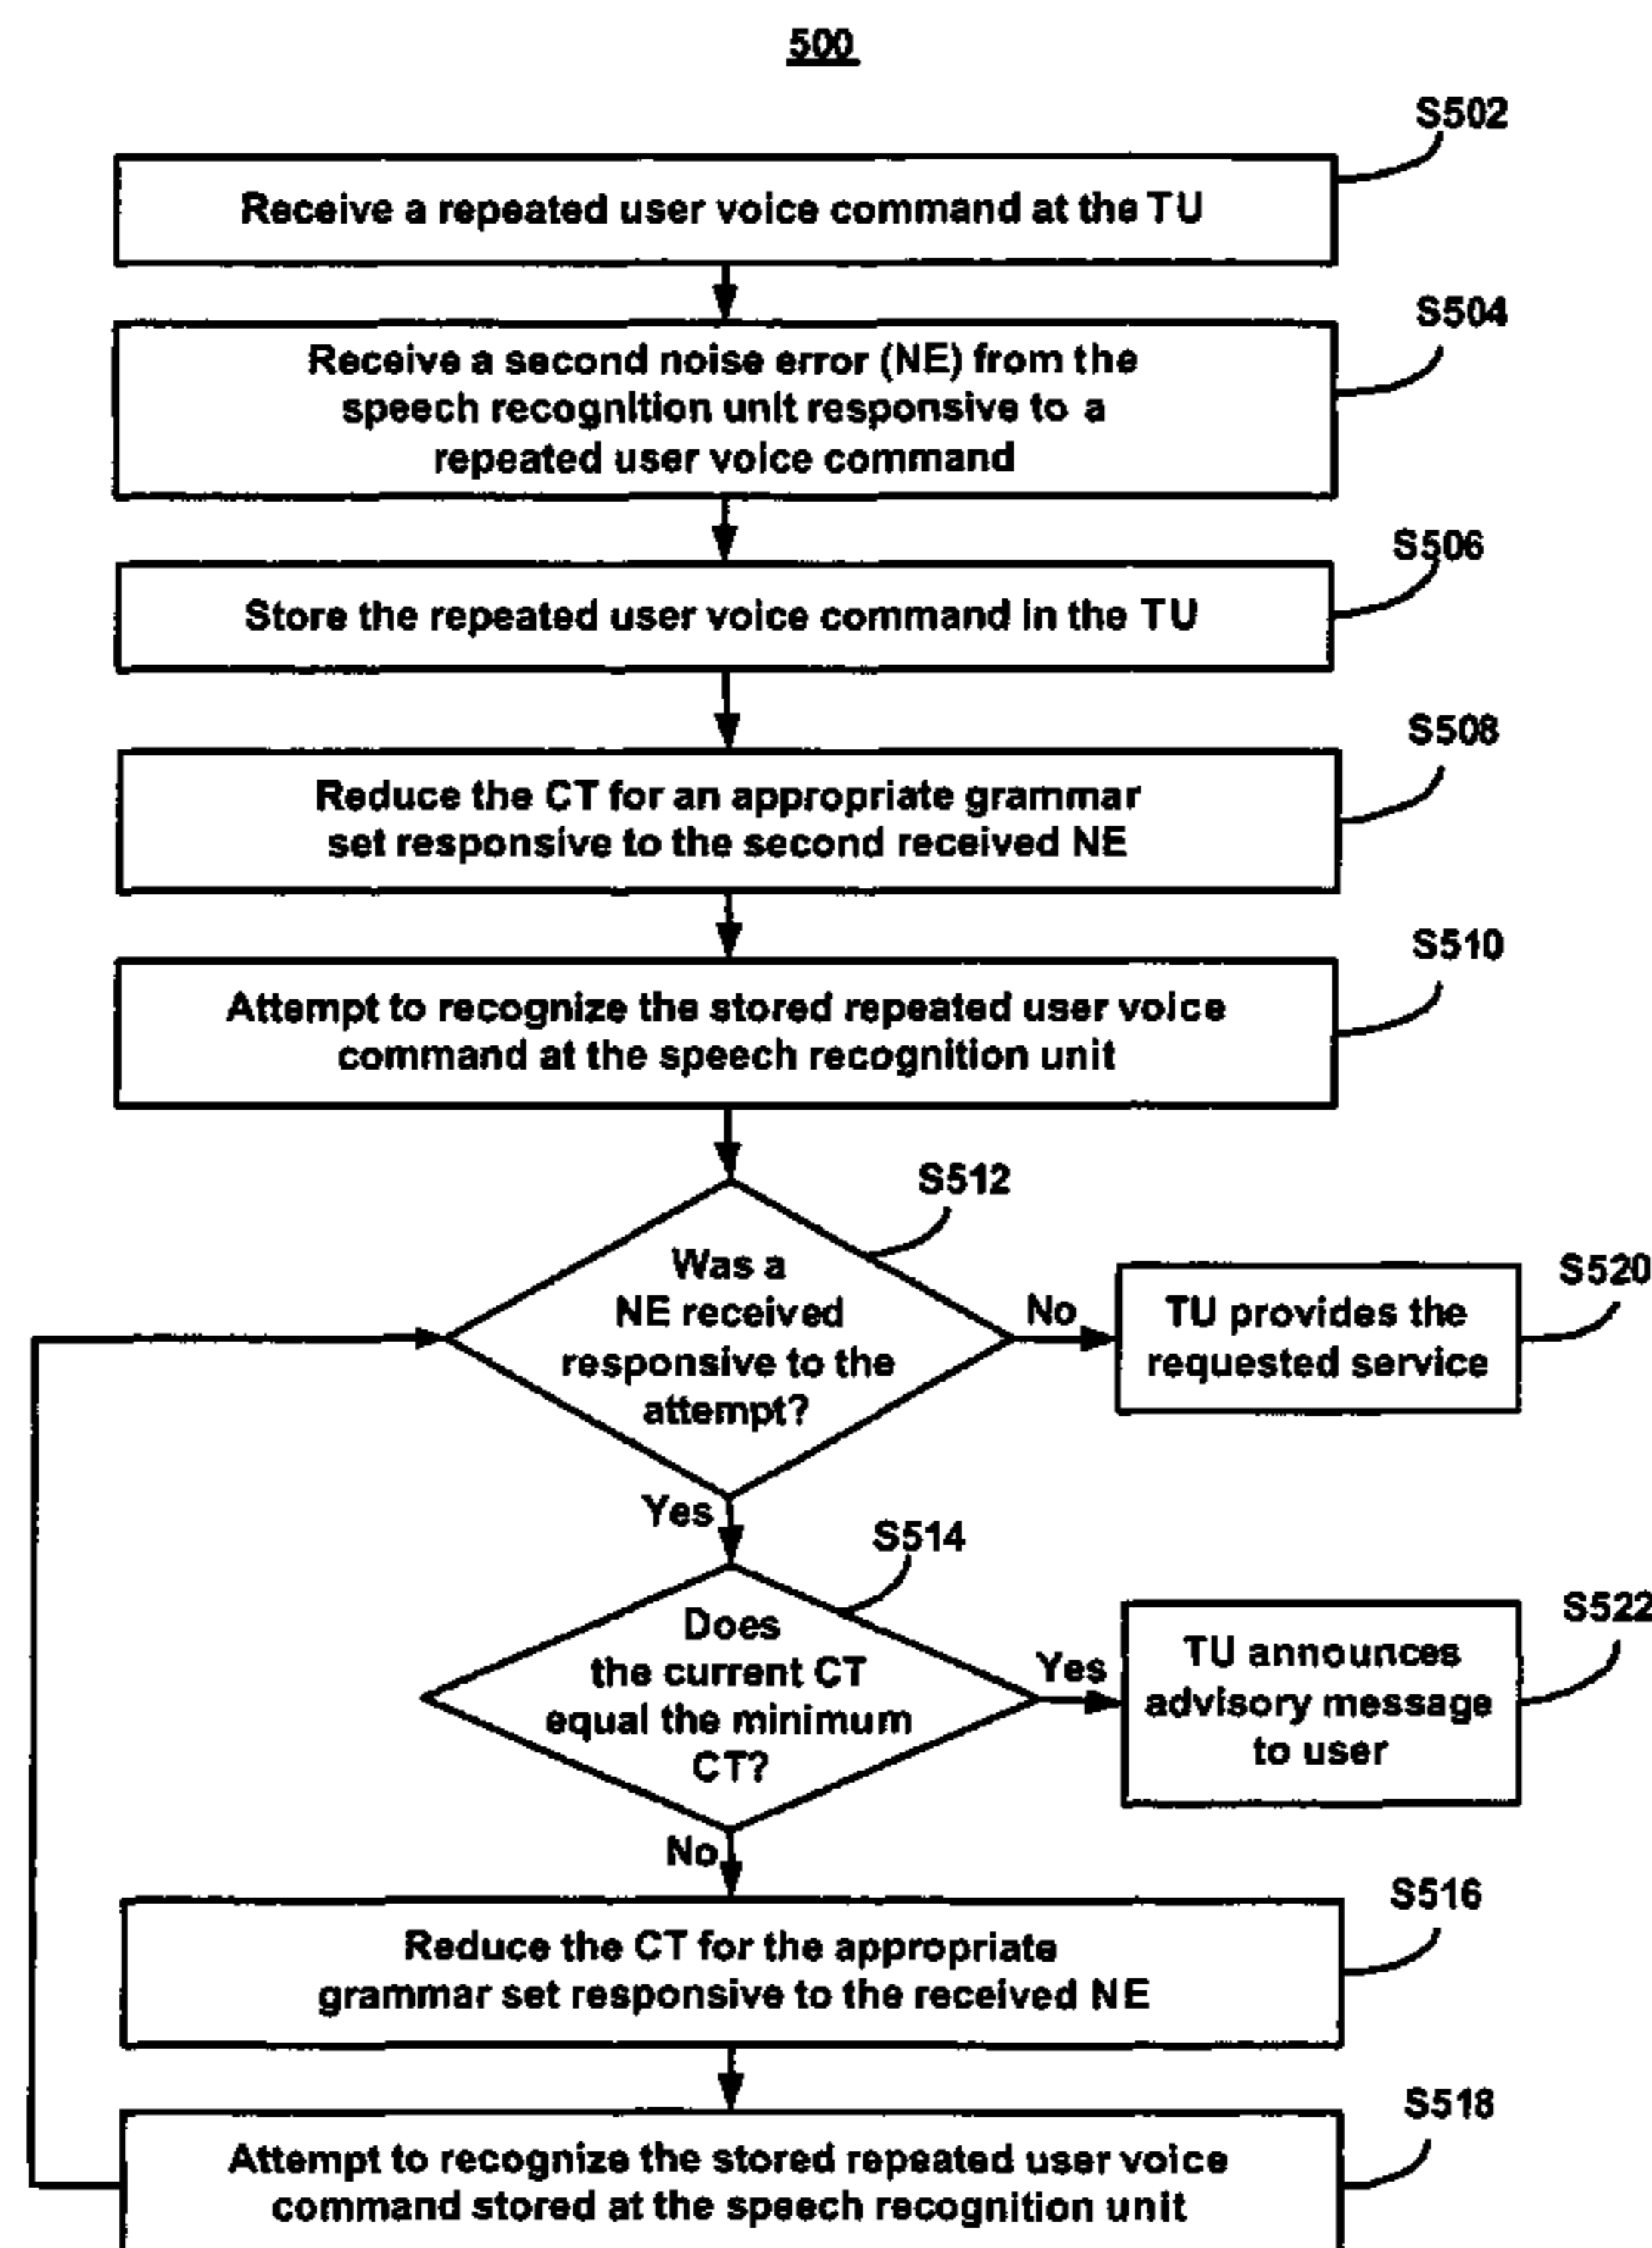 500
S502
Receive a repeated user voice command at the TU
S504
Receive a second noise error (NE) from the
speech recognition unit responsive to a
repeated user voice command
S506
Store the repeated user voice command in the TU
S508
Reduce the CT for an appropriate grammar
set responsive to the second received NE
S510
Attempt to recognize the stored repeated user voice
command at the speech recognition unit
S512
Was a
NE received
responsive to the
attempt?
No
S520
TU provides the
requested service
Yes
S514
Does
the current CT
equal the minimum
CT?
Yes
S522
TU announces
advisory message
to user
No
S516
Reduce the CT for the appropriate
grammar set responsive to the received NE
S518
Attempt to recognize the stored repeated user voice
command stored at the speech recognition unit